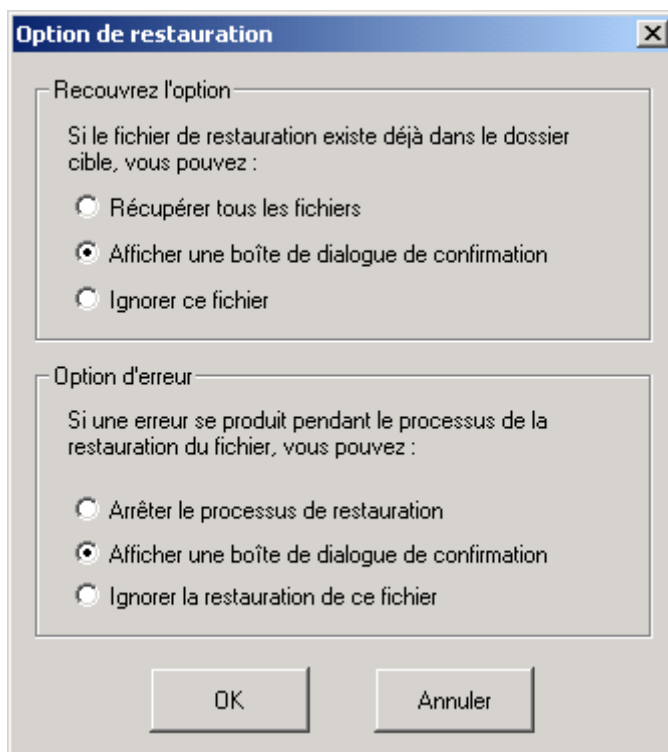 Option de restauration
Recouvrez l'option
Si le fichier de restauration existe déjà dans le dossier
cible, vous pouvez :
Récupérer tous les fichiers
Afficher une boîte de dialogue de confirmation
Ignorer ce fichier
Option d'erreur
Si une erreur se produit pendant le processus de la
restauration du fichier, vous pouvez :
Arrêter le processus de restauration
Afficher une boîte de dialogue de confirmation
Ignorer la restauration de ce fichier
OK
Annuler